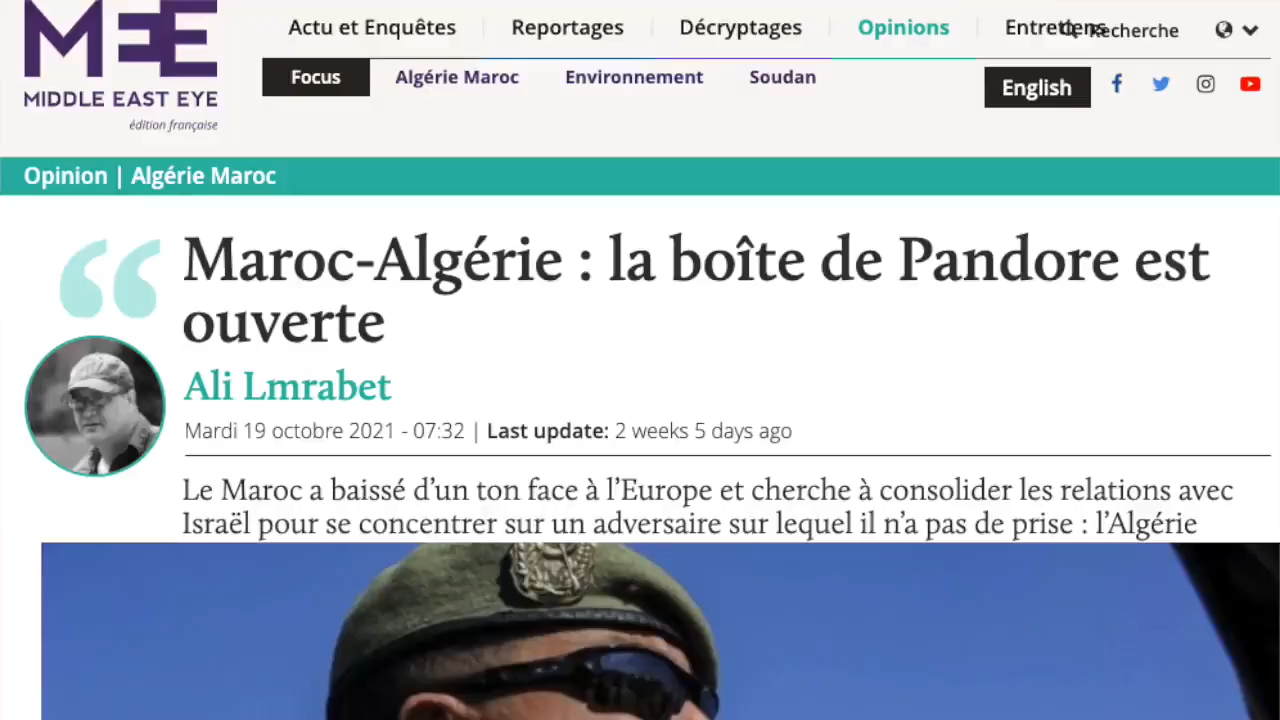 MEE
MIDDLE EAST EYE
édition française
Actu et Enquêtes
Reportages
Décryptages
Opinions
Entretiens
Recherche
Focus
Algérie Maroc
Environnement
Soudan
English
Opinion | Algérie Maroc
Maroc-Algérie : la boîte de Pandore est
ouverte
Ali Lmrabet
Mardi 19 octobre 2021 - 07:32 | Last update: 2 weeks 5 days ago
Le Maroc a baissé d’un ton face à l’Europe et cherche à consolider les relations avec
Israël pour se concentrer sur un adversaire sur lequel il n’a pas de prise : l’Algérie